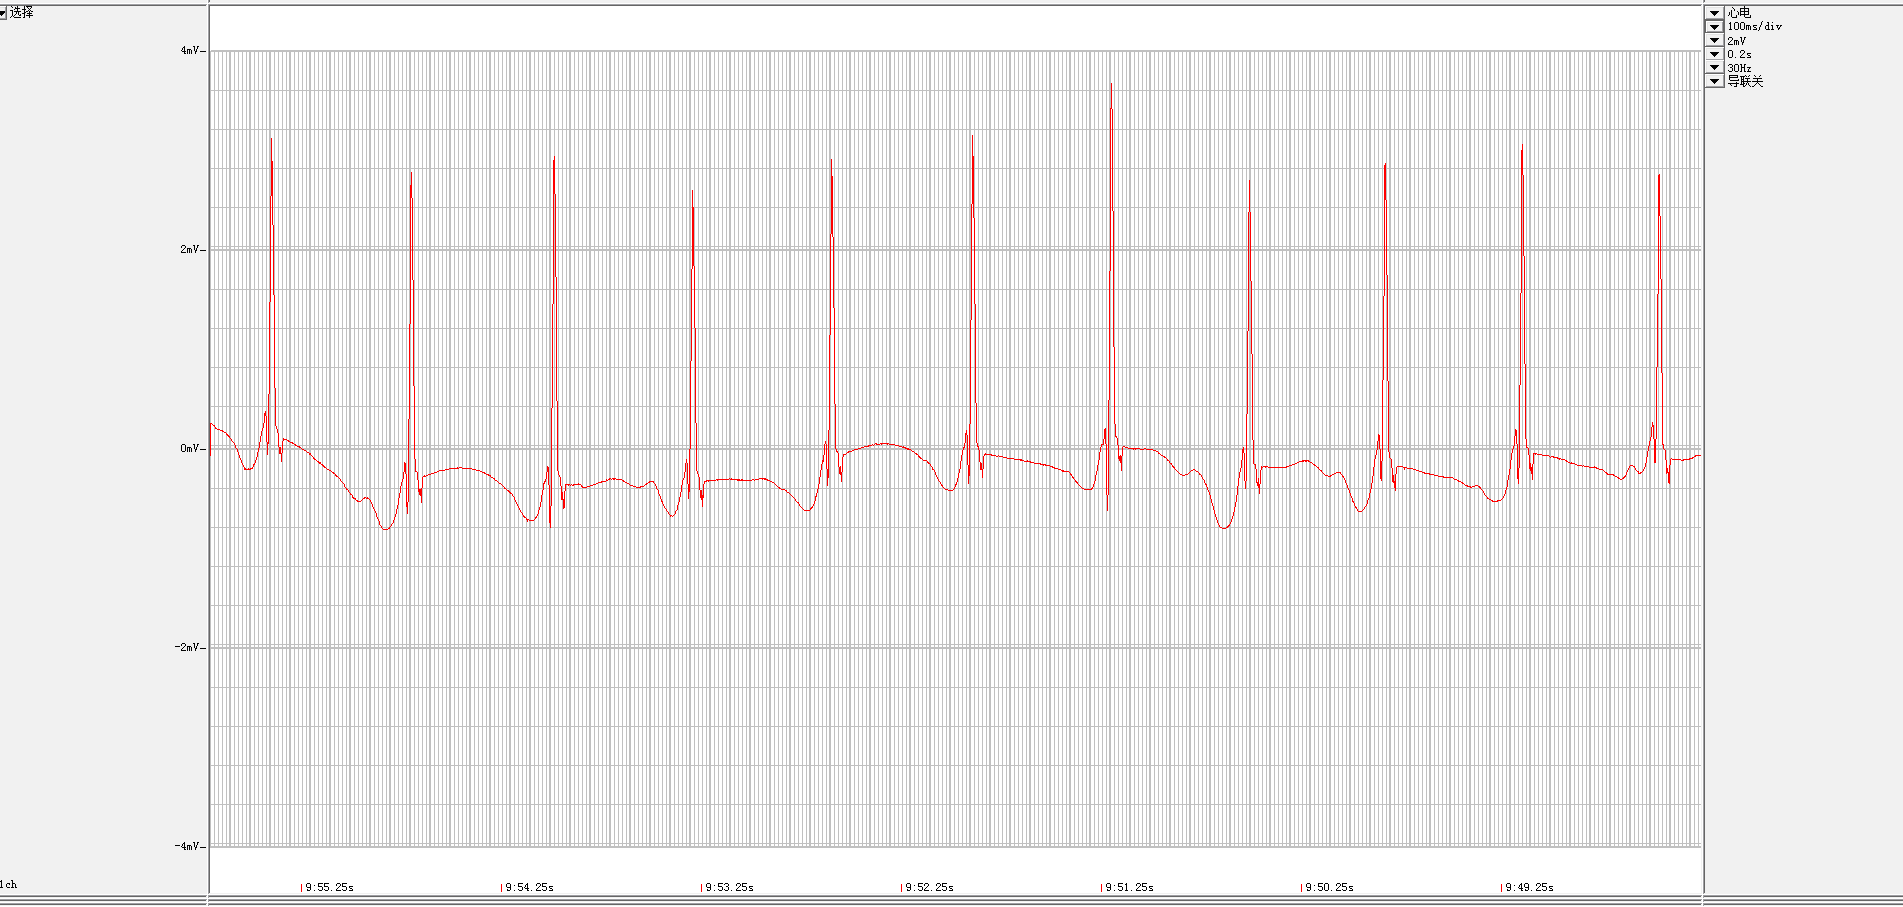 选择
心电
100ms/div
2mV
0.2s
30Hz
导联关
4mV
2mV
0mV
-2mV
-4mV
1ch
9:55.25s
9:54.25s
9:53.25s
9:52.25s
9:51.25s
9:50.25s
9:49.25s